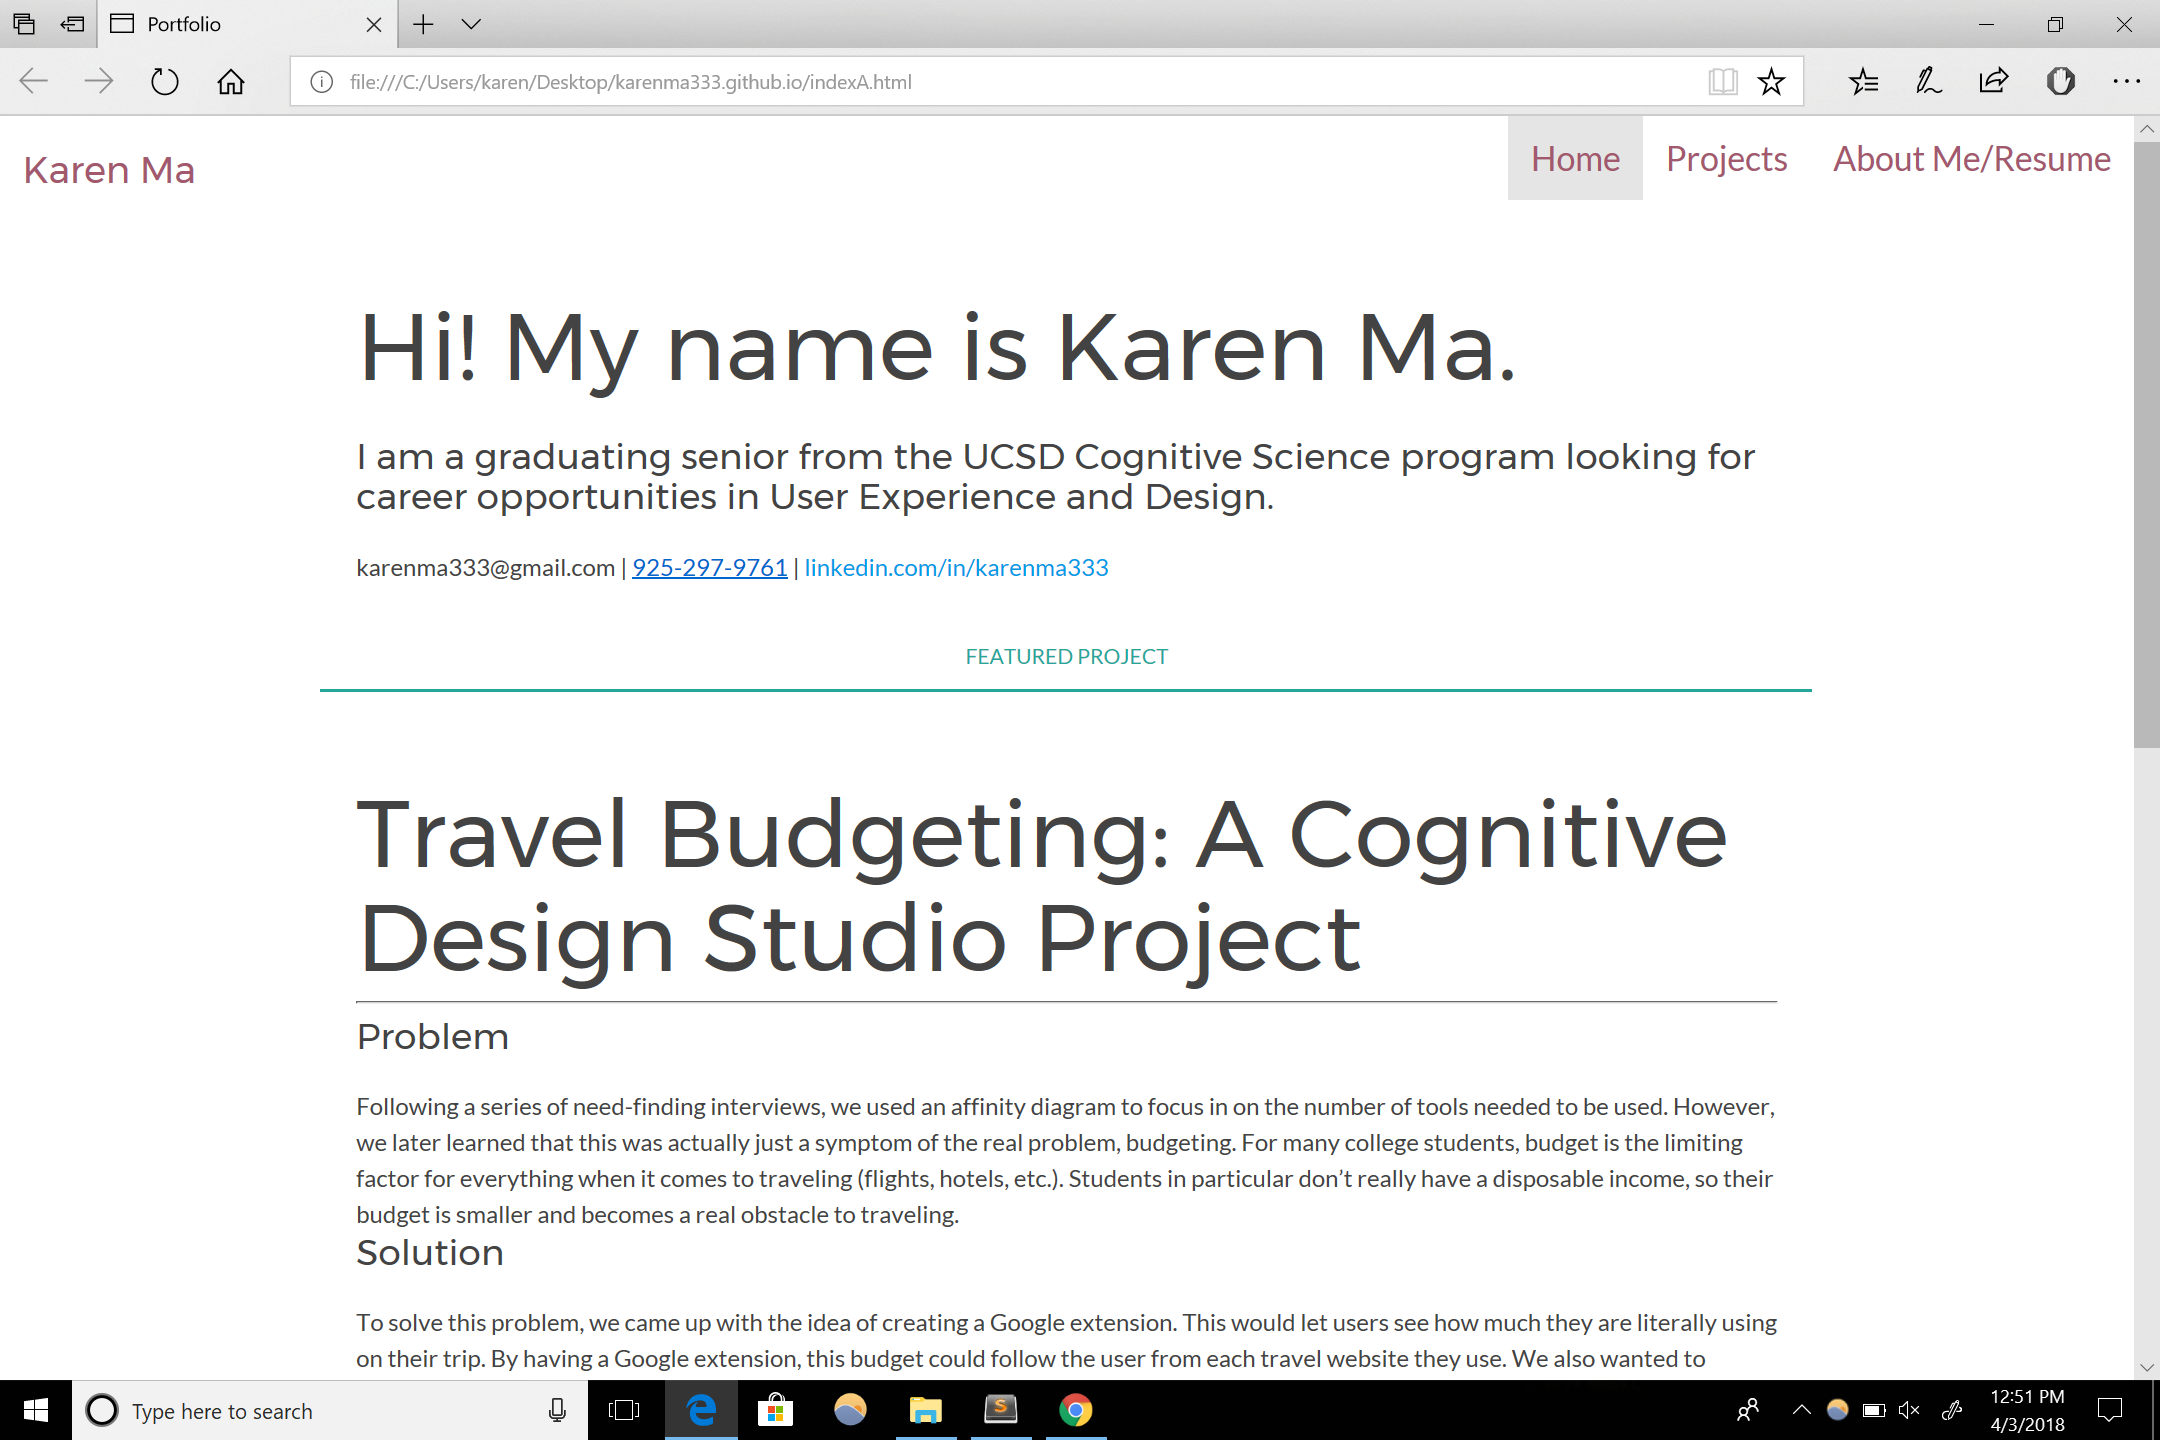 Portfolio
file:///C:/Users/karen/Desktop/karenma333.github.io/indexA.html
Karen Ma
Home Projects About Me/Resume
Hi! My name is Karen Ma.
I am a graduating senior from the UCSD Cognitive Science program looking for
career opportunities in User Experience and Design.
karenma333@gmail.com | 925-297-9761 | linkedin.com/in/karenma333
FEATURED PROJECT
Travel Budgeting: A Cognitive
Design Studio Project
Problem
Following a series of need-finding interviews, we used an affinity diagram to focus in on the number of tools needed to be used. However,
we later learned that this was actually just a symptom of the real problem, budgeting. For many college students, budget is the limiting
factor for everything when it comes to traveling (flights, hotels, etc.). Students in particular don’t really have a disposable income, so their
budget is smaller and becomes a real obstacle to traveling.
Solution
To solve this problem, we came up with the idea of creating a Google extension. This would let users see how much they are literally using
on their trip. By having a Google extension, this budget could follow the user from each travel website they use. We also wanted to
Type here to search
12:51 PM
4/3/2018